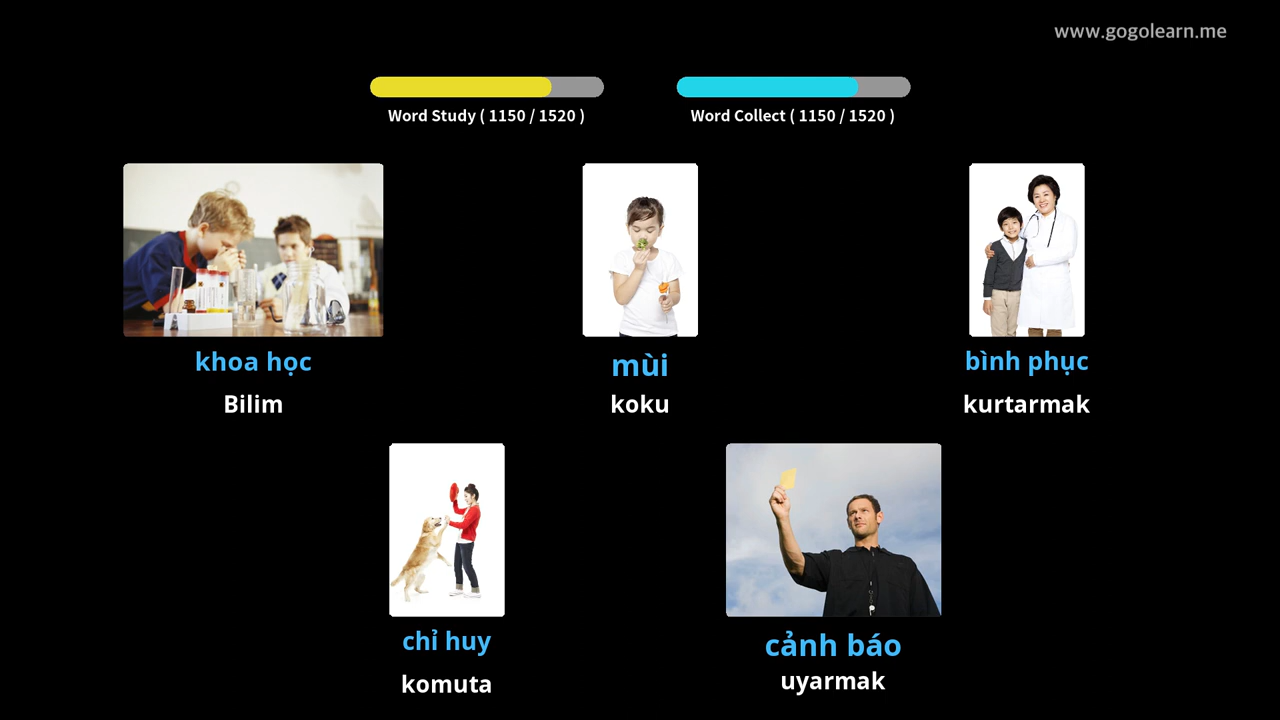 www.gogolearn.me
Word Study ( 1150 / 1520 )
Word Collect ( 1150 / 1520 )
khoa học
mùi
bình phục
Bilim
koku
kurtarmak
chỉ huy
cảnh báo
komuta
uyarmak